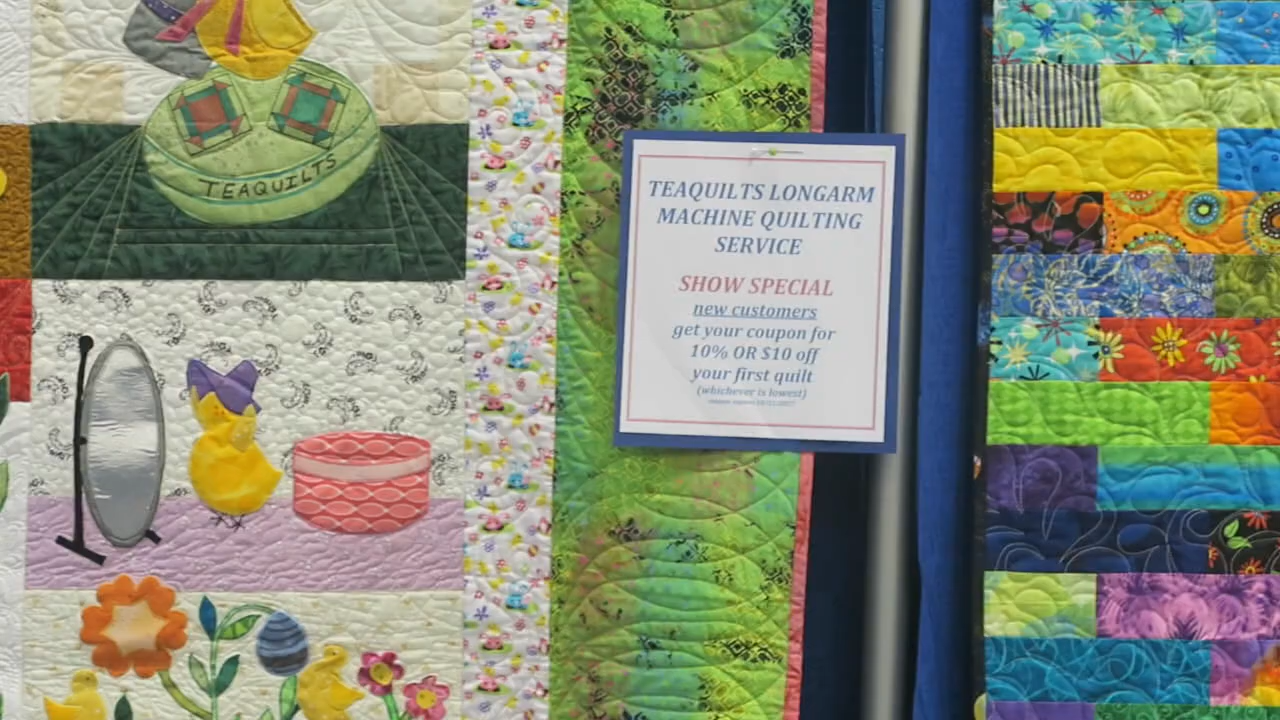 TEAQUILTS
TEAQUILTS LONGARM
MACHINE QUILTING
SERVICE
SHOW SPECIAL
new customers
get your coupon for
10% OR $10 off
your first quilt
(whichever is lowest)